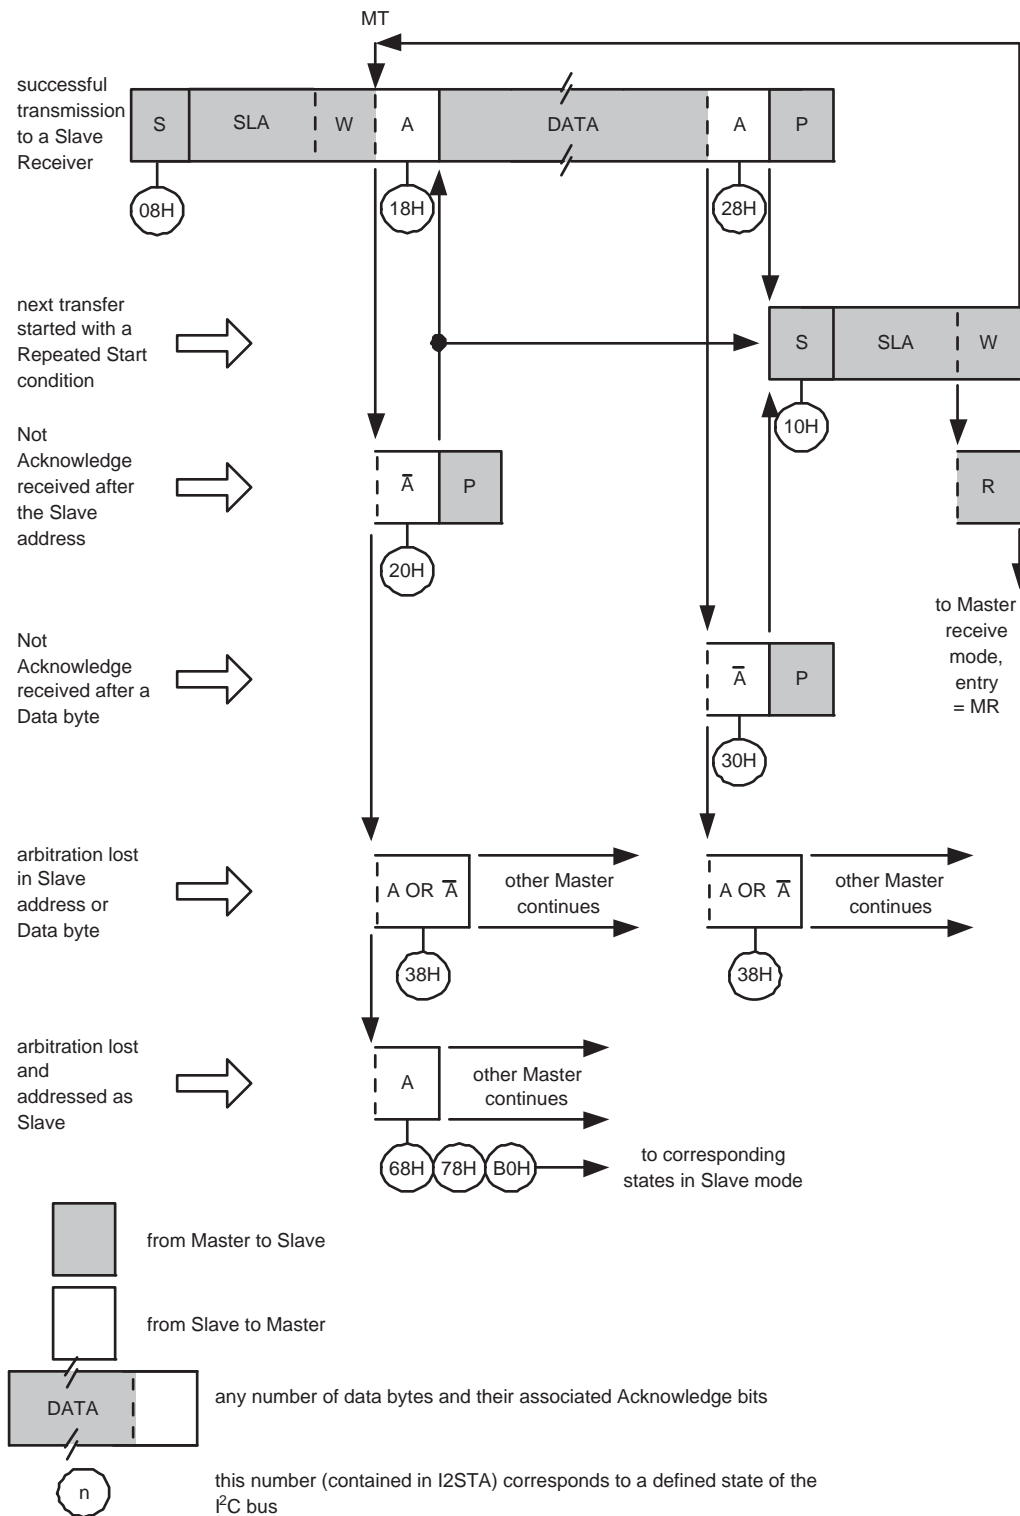 MT
successful
transmission
to a Slave
Receiver
S
SLA
W
A
DATA
A
P
08H
18H
28H
next transfer
started with a
Repeated Start
condition
S
SLA
W
10H
Not
Acknowledge
received after
the Slave
address
A̅
P
R
20H
to Master
receive
mode,
entry
= MR
Not
Acknowledge
received after a
Data byte
A̅
P
30H
arbitration lost
in Slave
address or
Data byte
A OR A̅
other Master
continues
A OR A̅
other Master
continues
38H
38H
arbitration lost
and
addressed as
Slave
A
other Master
continues
68H
78H
B0H
to corresponding
states in Slave mode
from Master to Slave
from Slave to Master
DATA
any number of data bytes and their associated Acknowledge bits
n
this number (contained in I2STA) corresponds to a defined state of the
I²C bus